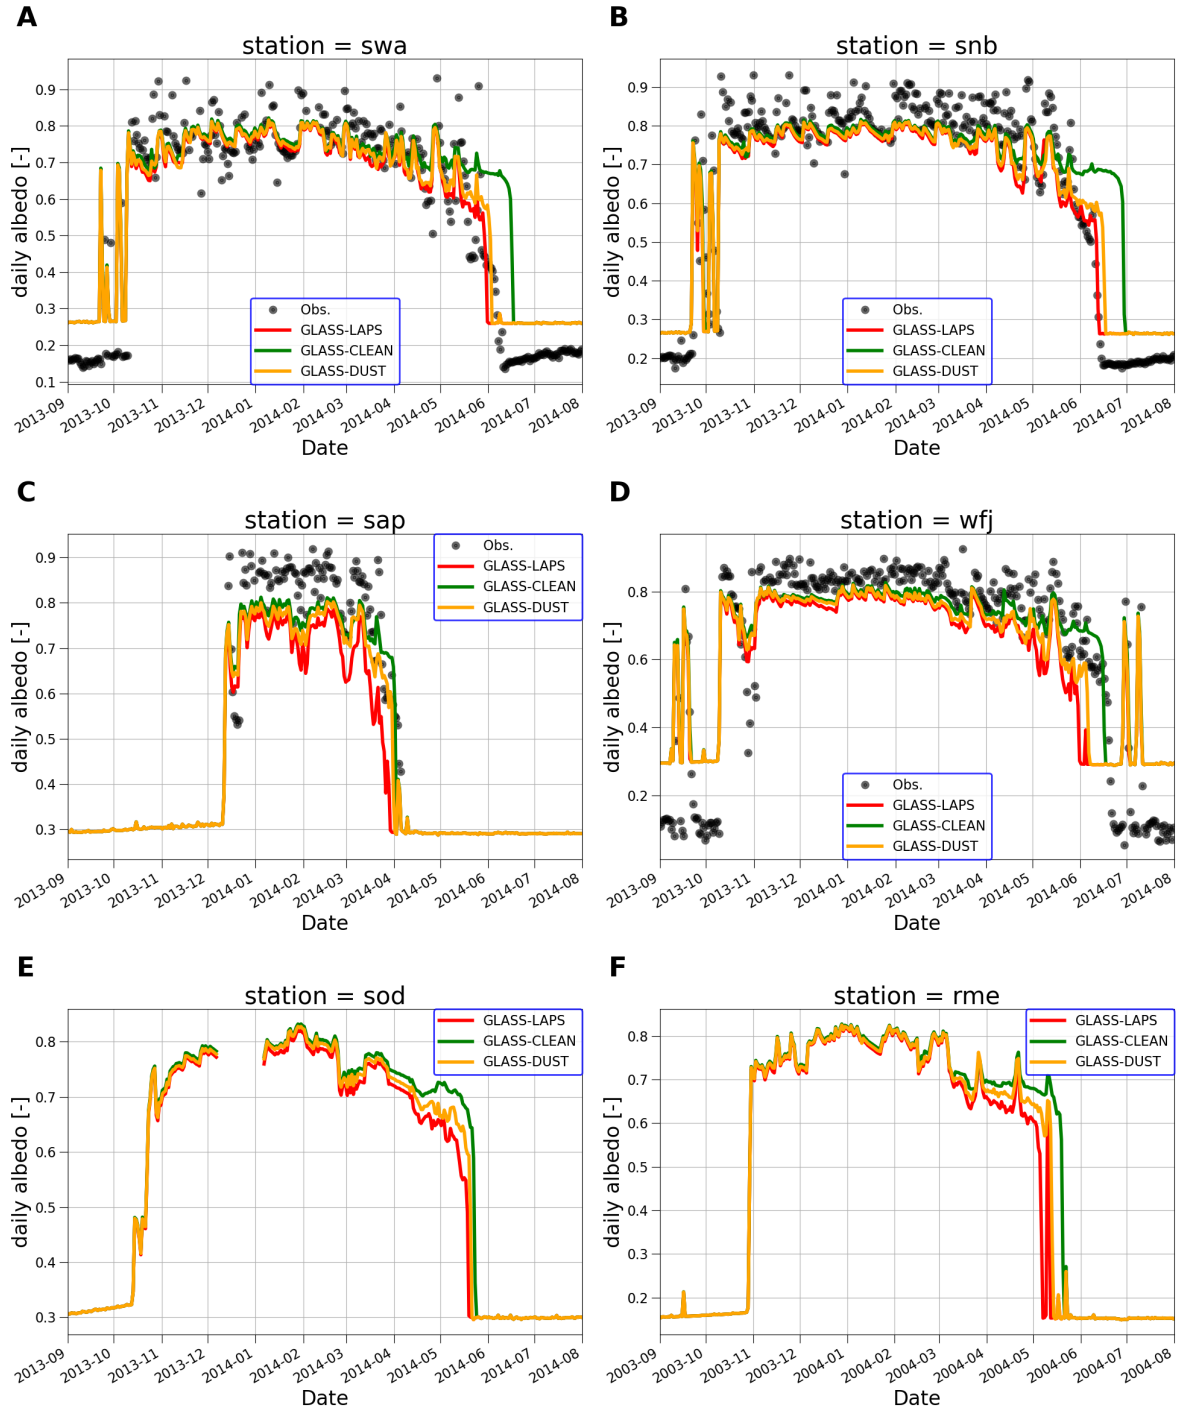 A
station = swa
daily albedo [-]
0.9
0.8
0.7
0.6
0.5
0.4
0.3
0.2
0.1
Obs.
GLASS-LAPS
GLASS-CLEAN
GLASS-DUST
2013-09
2013-10
2013-11
2013-12
2014-01
2014-02
2014-03
2014-04
2014-05
2014-06
2014-07
2014-08
Date
B
station = snb
daily albedo [-]
0.9
0.8
0.7
0.6
0.5
0.4
0.3
0.2
Obs.
GLASS-LAPS
GLASS-CLEAN
GLASS-DUST
2013-09
2013-10
2013-11
2013-12
2014-01
2014-02
2014-03
2014-04
2014-05
2014-06
2014-07
2014-08
Date
C
station = sap
daily albedo [-]
0.9
0.8
0.7
0.6
0.5
0.4
0.3
Obs.
GLASS-LAPS
GLASS-CLEAN
GLASS-DUST
2013-09
2013-10
2013-11
2013-12
2014-01
2014-02
2014-03
2014-04
2014-05
2014-06
2014-07
2014-08
Date
D
station = wfj
daily albedo [-]
0.8
0.6
0.4
0.2
Obs.
GLASS-LAPS
GLASS-CLEAN
GLASS-DUST
2013-09
2013-10
2013-11
2013-12
2014-01
2014-02
2014-03
2014-04
2014-05
2014-06
2014-07
2014-08
Date
E
station = sod
daily albedo [-]
0.8
0.7
0.6
0.5
0.4
0.3
GLASS-LAPS
GLASS-CLEAN
GLASS-DUST
2013-09
2013-10
2013-11
2013-12
2014-01
2014-02
2014-03
2014-04
2014-05
2014-06
2014-07
2014-08
Date
F
station = rme
daily albedo [-]
0.8
0.7
0.6
0.5
0.4
0.3
0.2
GLASS-LAPS
GLASS-CLEAN
GLASS-DUST
2003-09
2003-10
2003-11
2003-12
2004-01
2004-02
2004-03
2004-04
2004-05
2004-06
2004-07
2004-08
Date